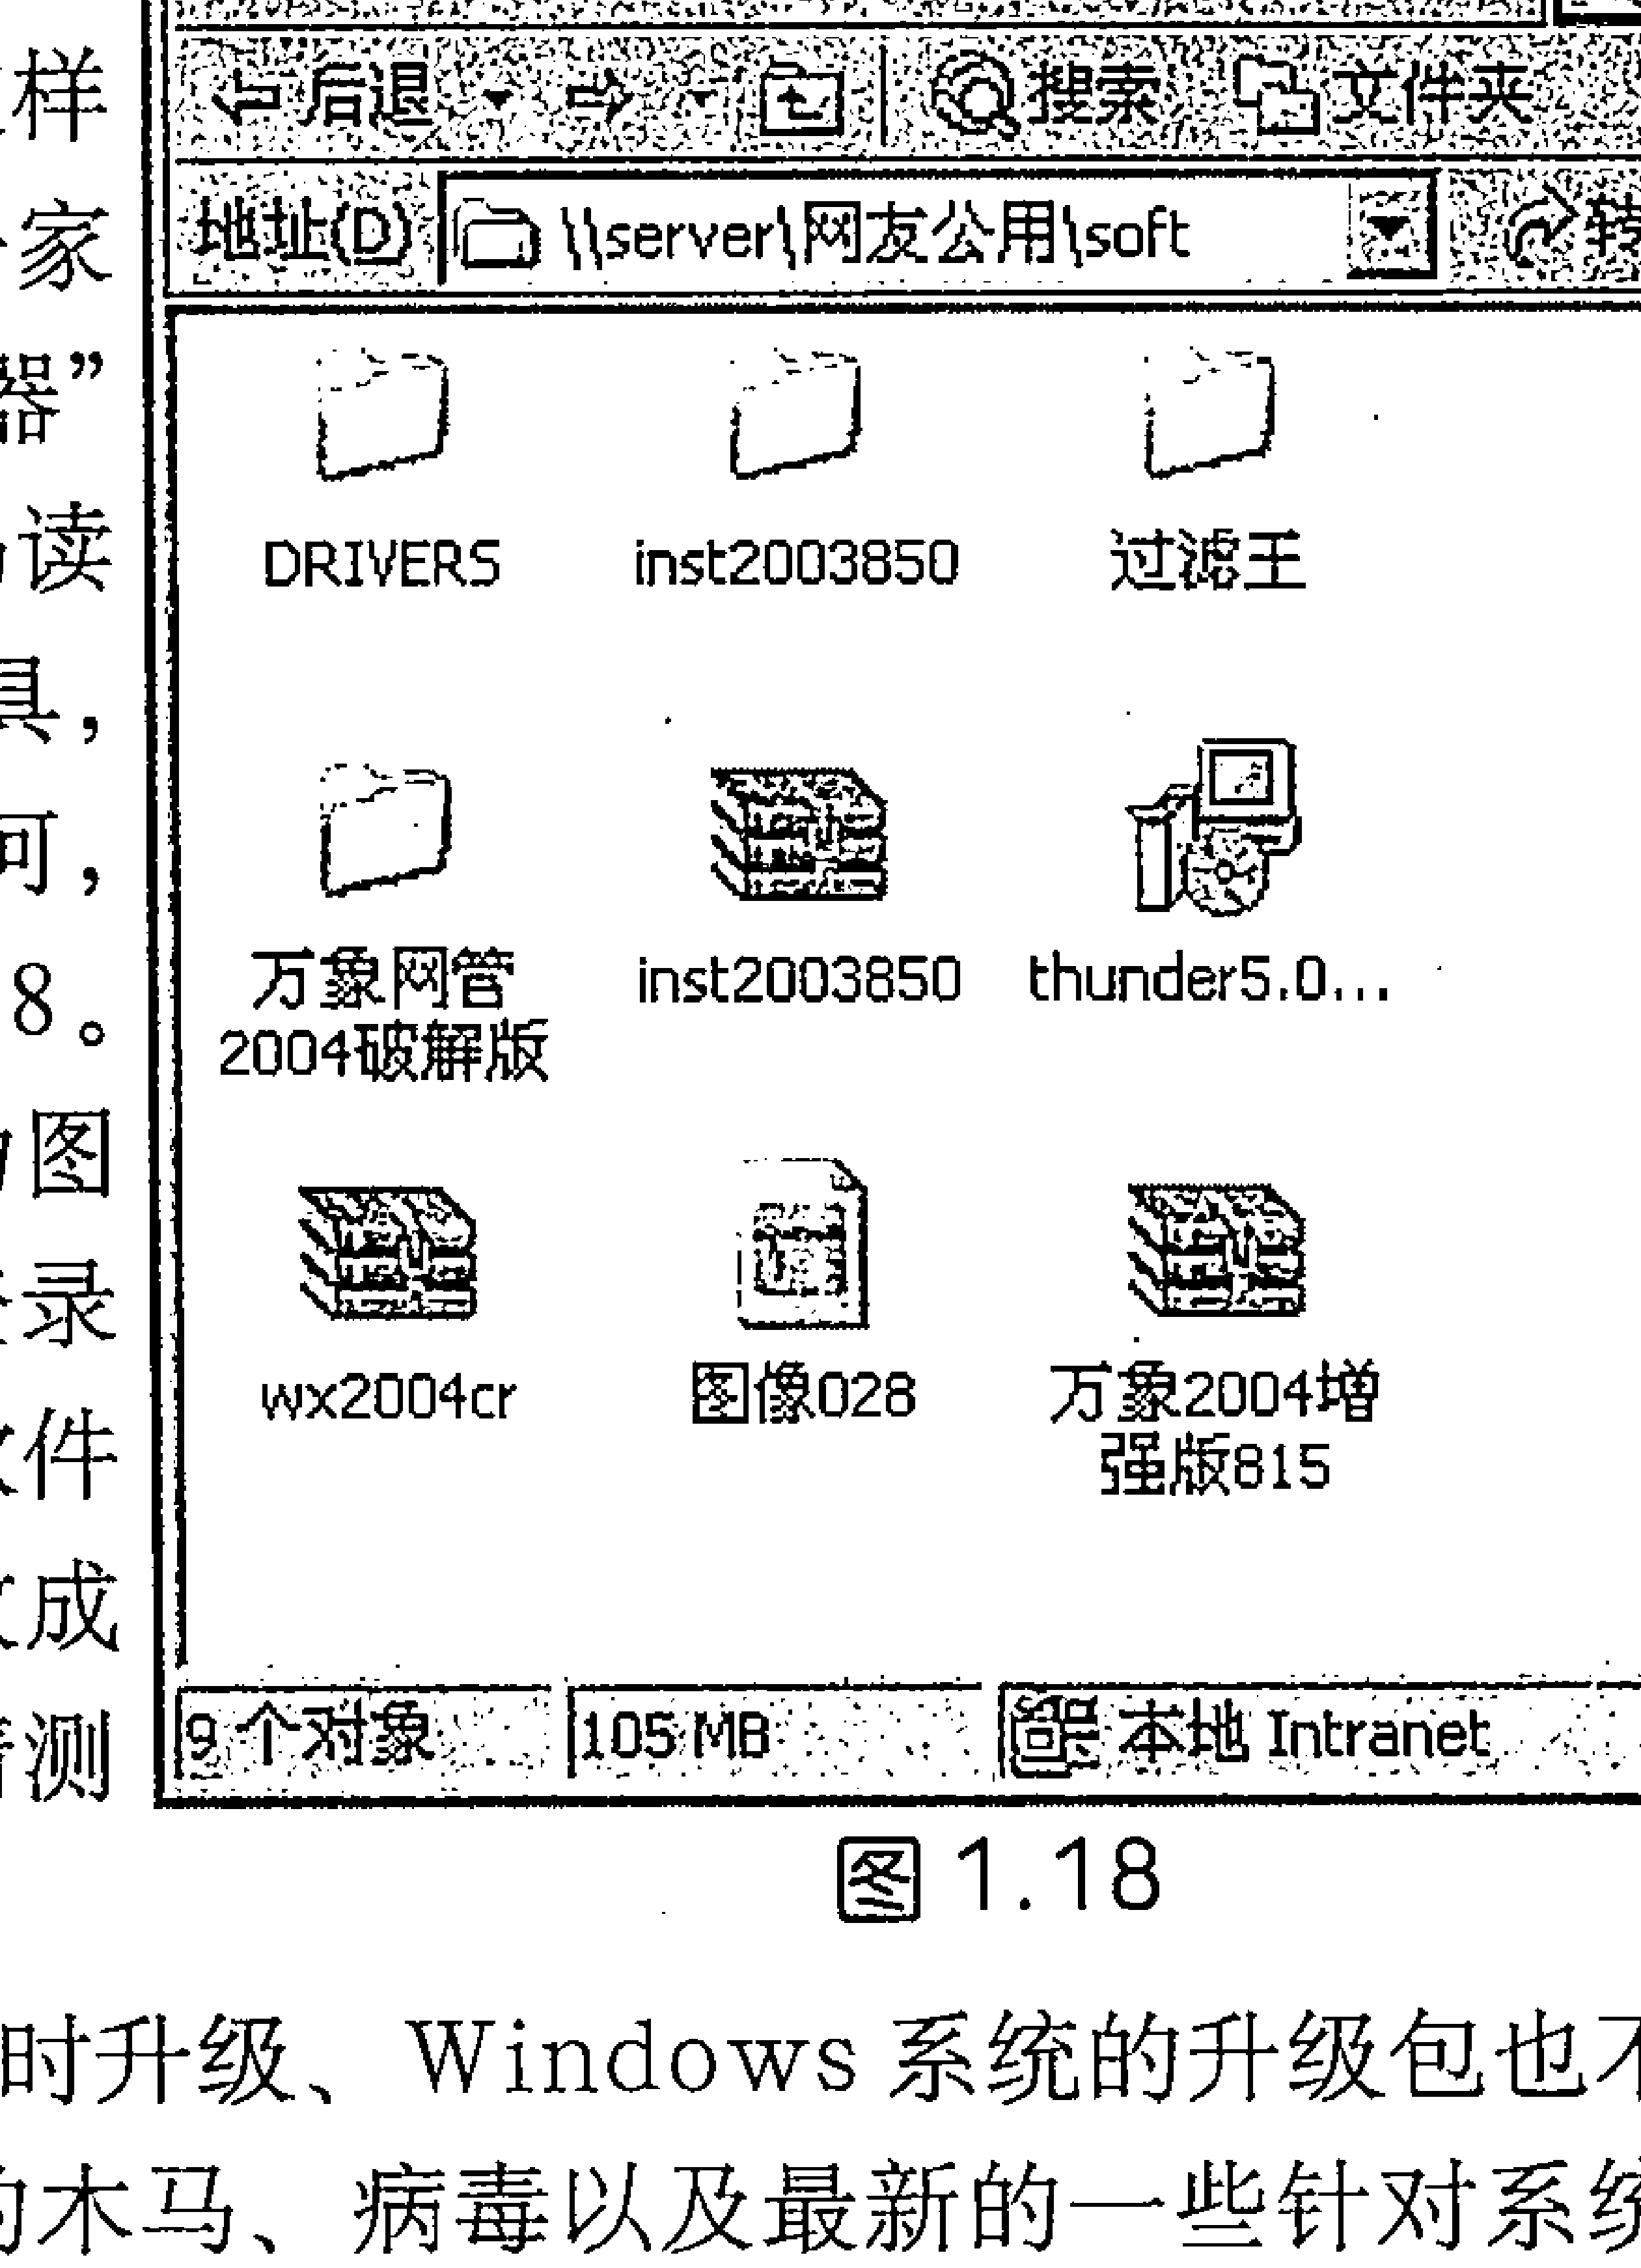 样
家
器”
读
具，
可，
8。
图
录
件
成
测
后退 搜索 文件夹
地址(D) \\server\网友公用\soft 转
DRIVERS inst2003850 过滤王
万象网管 inst2003850 thunder5.0...
2004破解版
wx2004cr 图像028 万象2004增
强版815
9 个对象 105 MB 本地 Intranet
图 1.18
时升级、Windows 系统的升级包也不
的木马、病毒以及最新的一些针对系统